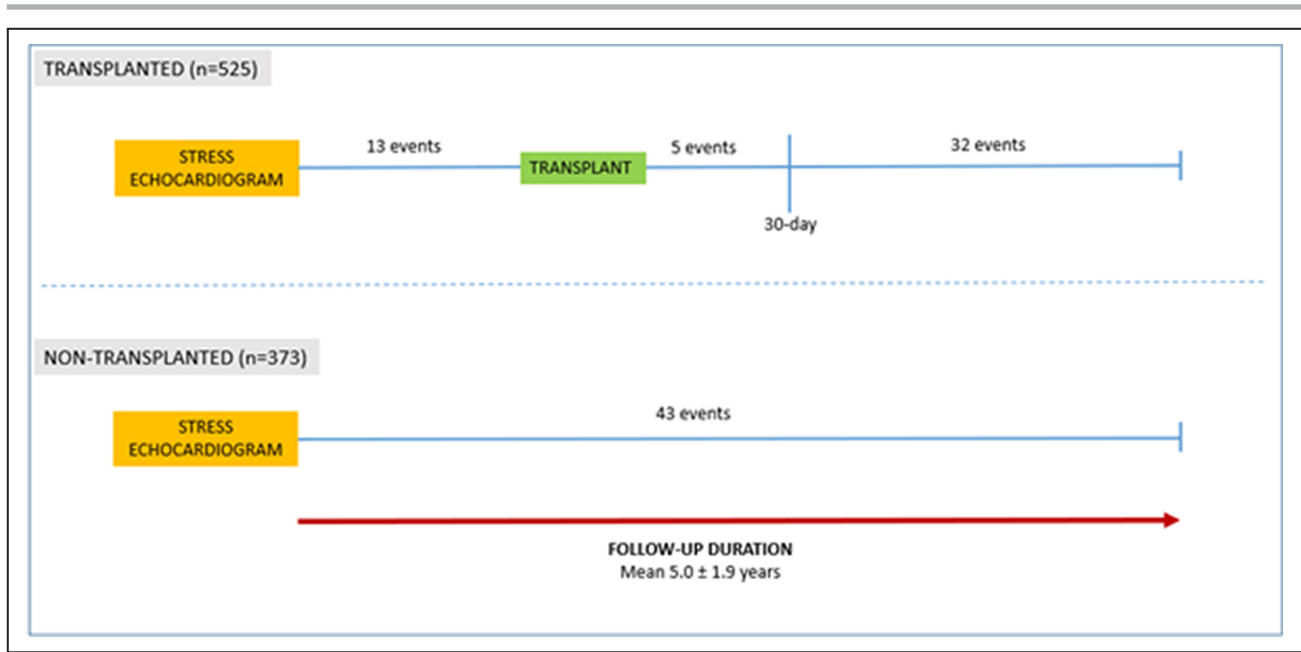 TRANSPLANTED (n=525)
STRESS
ECHOCARDIOGRAM
13 events
TRANSPLANT
5 events
32 events
30-day
NON-TRANSPLANTED (n=373)
STRESS
ECHOCARDIOGRAM
43 events
FOLLOW-UP DURATION
Mean 5.0 ± 1.9 years